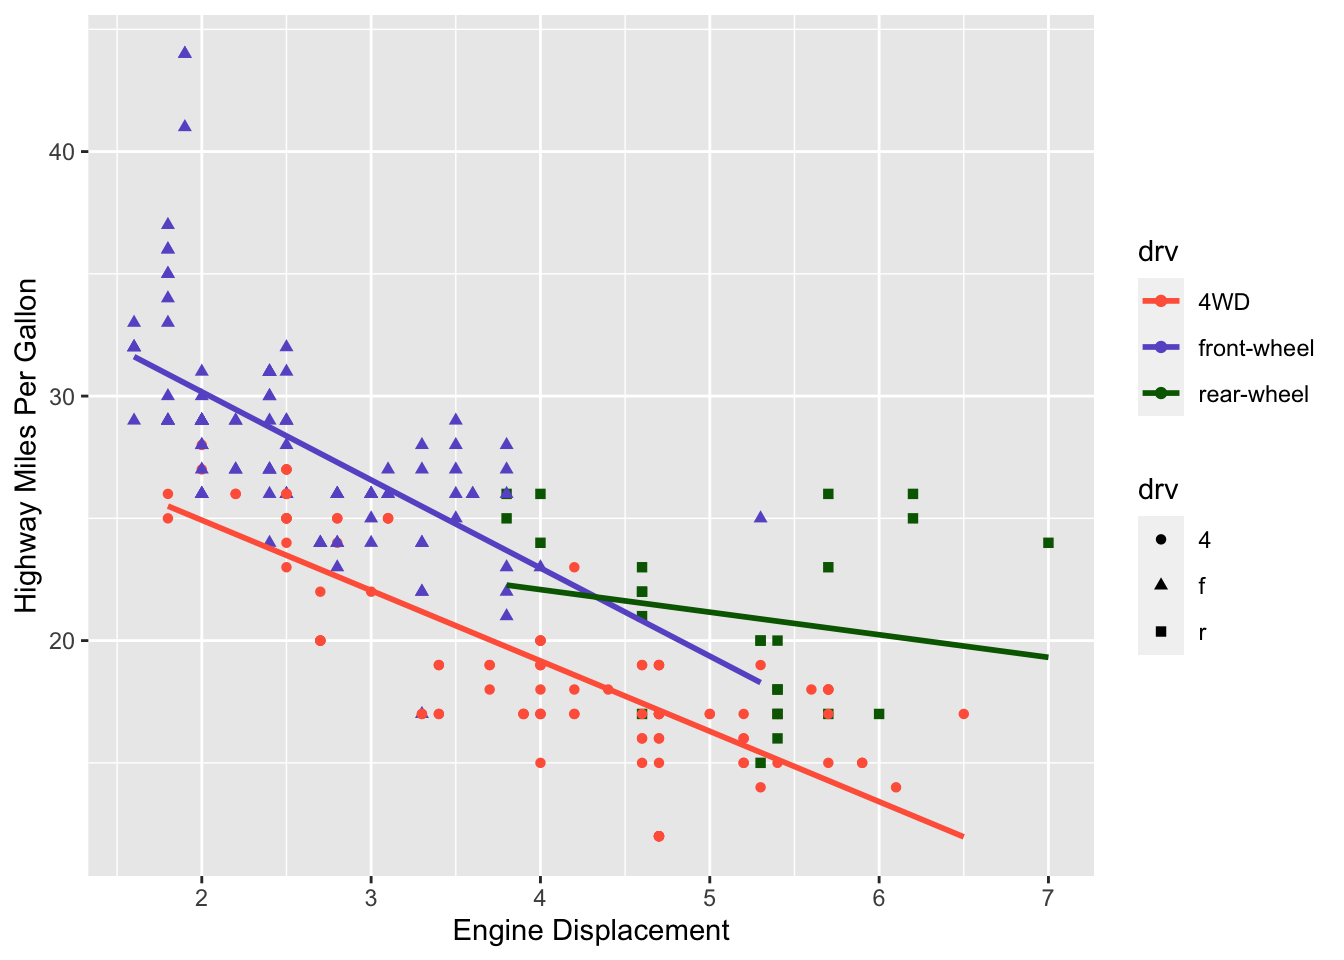 40
30
20
Highway Miles Per Gallon
2 3 4 5 6 7
Engine Displacement
drv
4WD
front-wheel
rear-wheel
drv
4
f
r